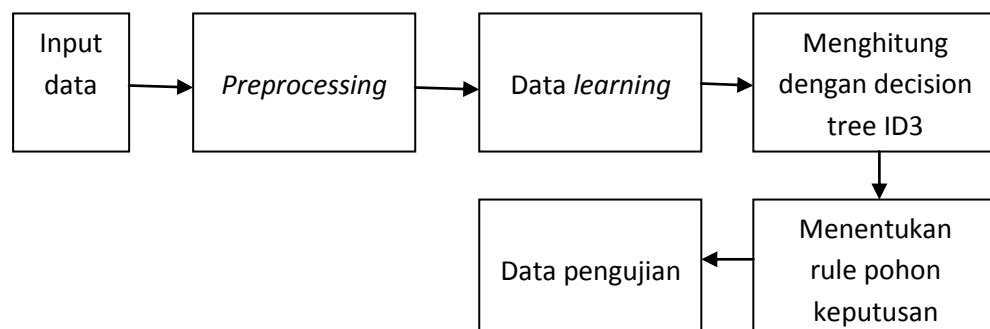 Input
data
Preprocessing
Data learning
Menghitung
dengan decision
tree ID3
Menentukan
rule pohon
keputusan
Data pengujian